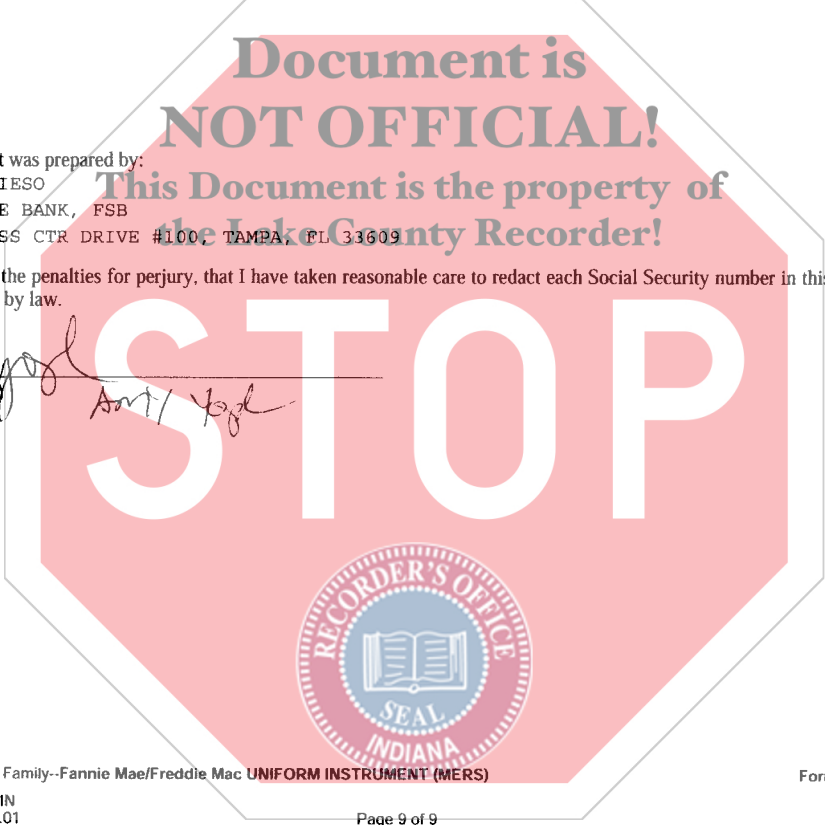 Document is
NOT OFFICIAL!
t was prepared by:
IESO
This Document is the property of
E BANK, FSB
the Lake County Recorder!
SS CTR DRIVE #100, TAMPA, FL 33609
the penalties for perjury, that I have taken reasonable care to redact each Social Security number in this
by law.
STOP
RECORDER'S OFFICE
SEAL
INDIANA
Family--Fannie Mae/Freddie Mac UNIFORM INSTRUMENT (MERS)
For
IN
.01
Page 9 of 9